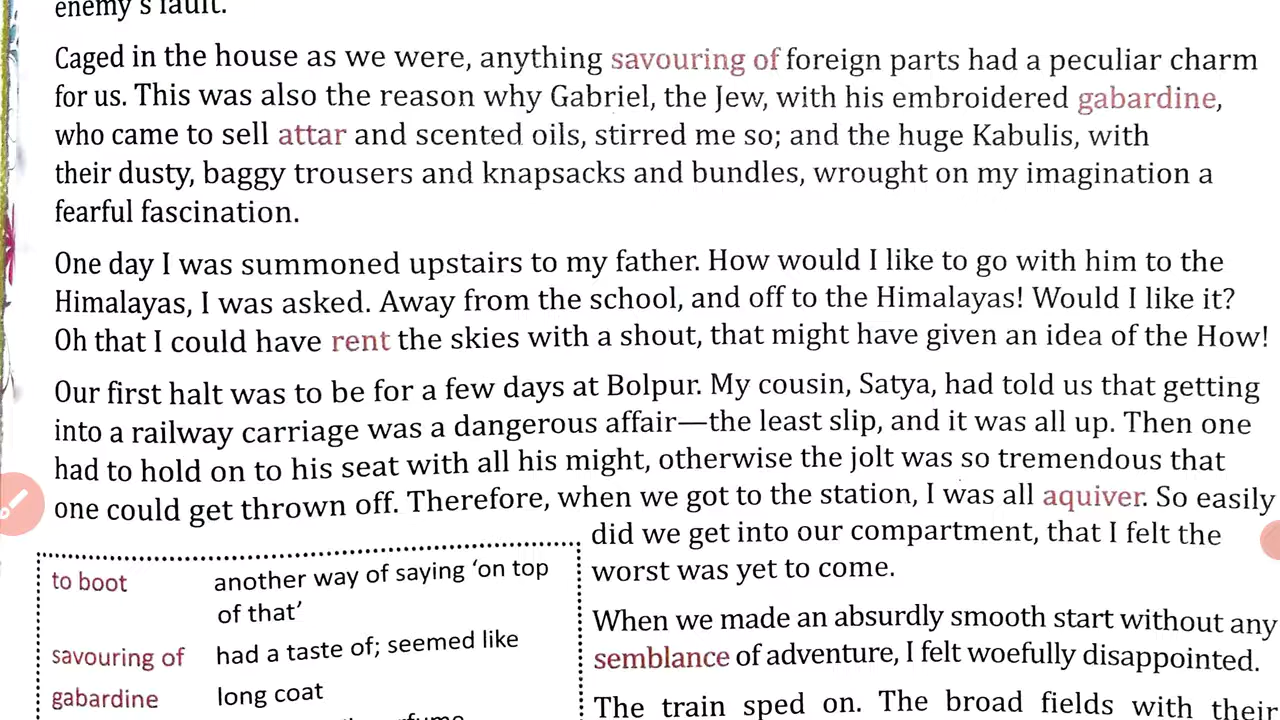 enemy's fault.
Caged in the house as we were, anything savouring of foreign parts had a peculiar charm
for us. This was also the reason why Gabriel, the Jew, with his embroidered gabardine,
who came to sell attar and scented oils, stirred me so; and the huge Kabulis, with
their dusty, baggy trousers and knapsacks and bundles, wrought on my imagination a
fearful fascination.
One day I was summoned upstairs to my father. How would I like to go with him to the
Himalayas, I was asked. Away from the school, and off to the Himalayas! Would I like it?
Oh that I could have rent the skies with a shout, that might have given an idea of the How!
Our first halt was to be for a few days at Bolpur. My cousin, Satya, had told us that getting
into a railway carriage was a dangerous affair—the least slip, and it was all up. Then one
had to hold on to his seat with all his might, otherwise the jolt was so tremendous that
one could get thrown off. Therefore, when we got to the station, I was all aquiver. So easily
did we get into our compartment, that I felt the
worst was yet to come.
When we made an absurdly smooth start without any
semblance of adventure, I felt woefully disappointed.
The train sped on. The broad fields with their
to boot another way of saying 'on top
of that'
savouring of had a taste of; seemed like
gabardine long coat